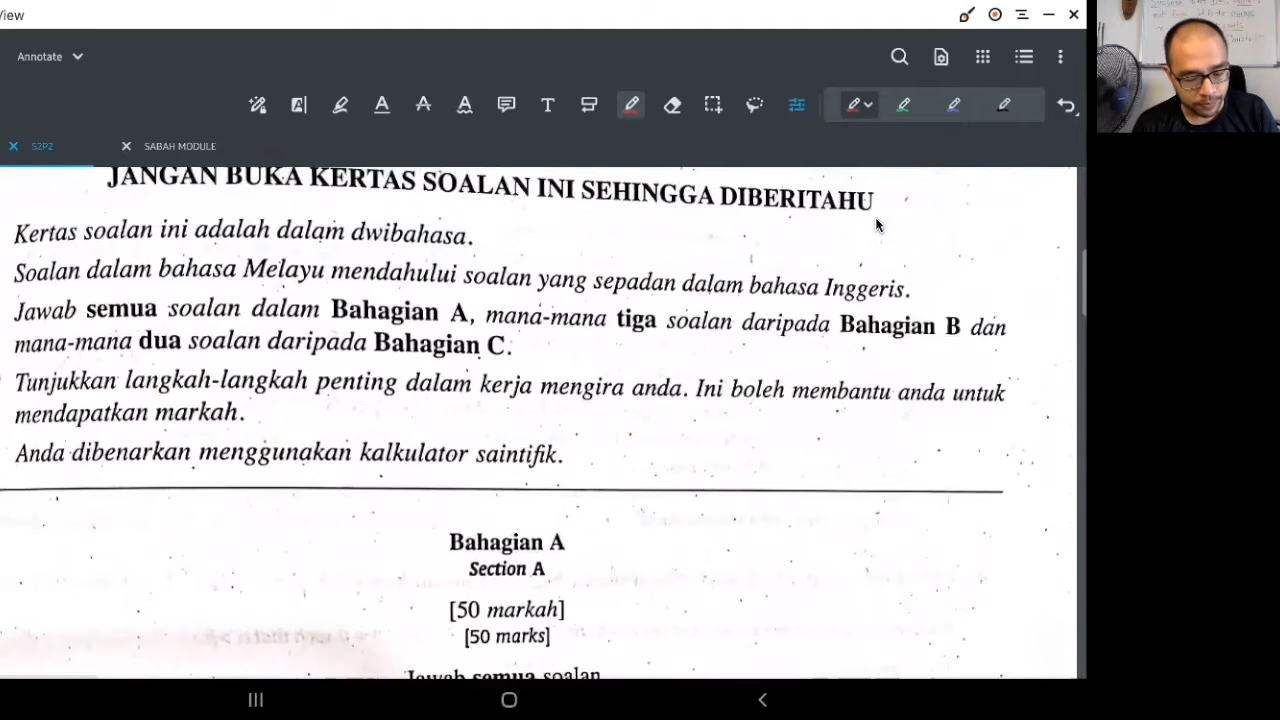 View
Annotate
S2P2
SABAH MODULE
JANGAN BUKA KERTAS SOALAN INI SEHINGGA DIBERITAHU
Kertas soalan ini adalah dalam dwibahasa.
Soalan dalam bahasa Melayu mendahului soalan yang sepadan dalam bahasa Inggeris.
Jawab semua soalan dalam Bahagian A, mana-mana tiga soalan daripada Bahagian B dan
mana-mana dua soalan daripada Bahagian C.
Tunjukkan langkah-langkah penting dalam kerja mengira anda. Ini boleh membantu anda untuk
mendapatkan markah.
Anda dibenarkan menggunakan kalkulator saintifik.
Bahagian A
Section A
[50 markah]
[50 marks]
Jawab semua soalan